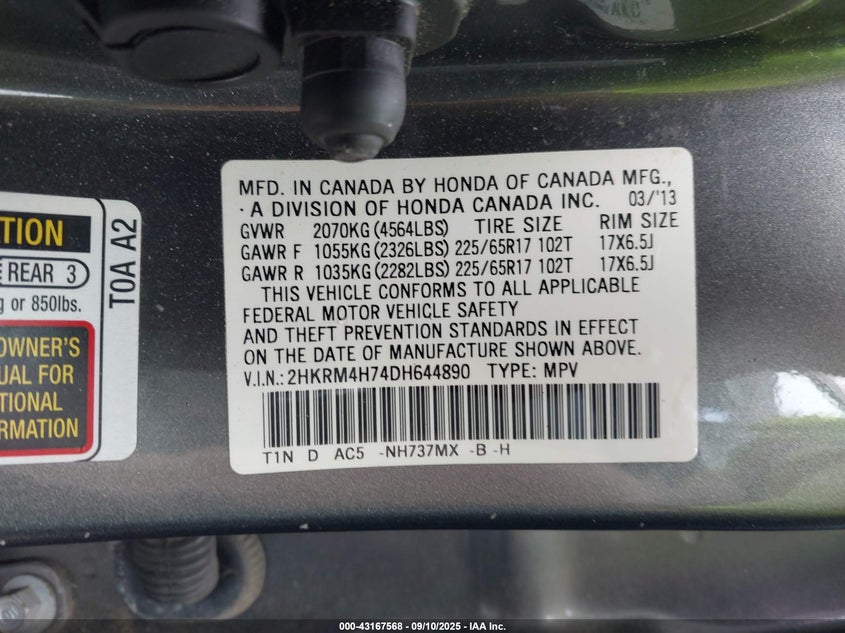 MFD. IN CANADA BY HONDA OF CANADA MFG.,
A DIVISION OF HONDA CANADA INC. 03/'13
GVWR 2070KG (4564LBS) TIRE SIZE RIM SIZE
GAWR F 1055KG (2326LBS) 225/65R17 102T 17X6.5J
GAWR R 1035KG (2282LBS) 225/65R17 102T 17X6.5J
THIS VEHICLE CONFORMS TO ALL APPLICABLE
FEDERAL MOTOR VEHICLE SAFETY
AND THEFT PREVENTION STANDARDS IN EFFECT
ON THE DATE OF MANUFACTURE SHOWN ABOVE.
V.I.N.: 2HKRM4H74DH644890 TYPE: MPV
T1N D AC5 -NH737MX -B -H
TION
REAR 3
g or 850lbs.
OWNER'S
UAL FOR
TIONAL
RMATION
T0A A2
000-43167568 - 09/10/2025 - IAA Inc.